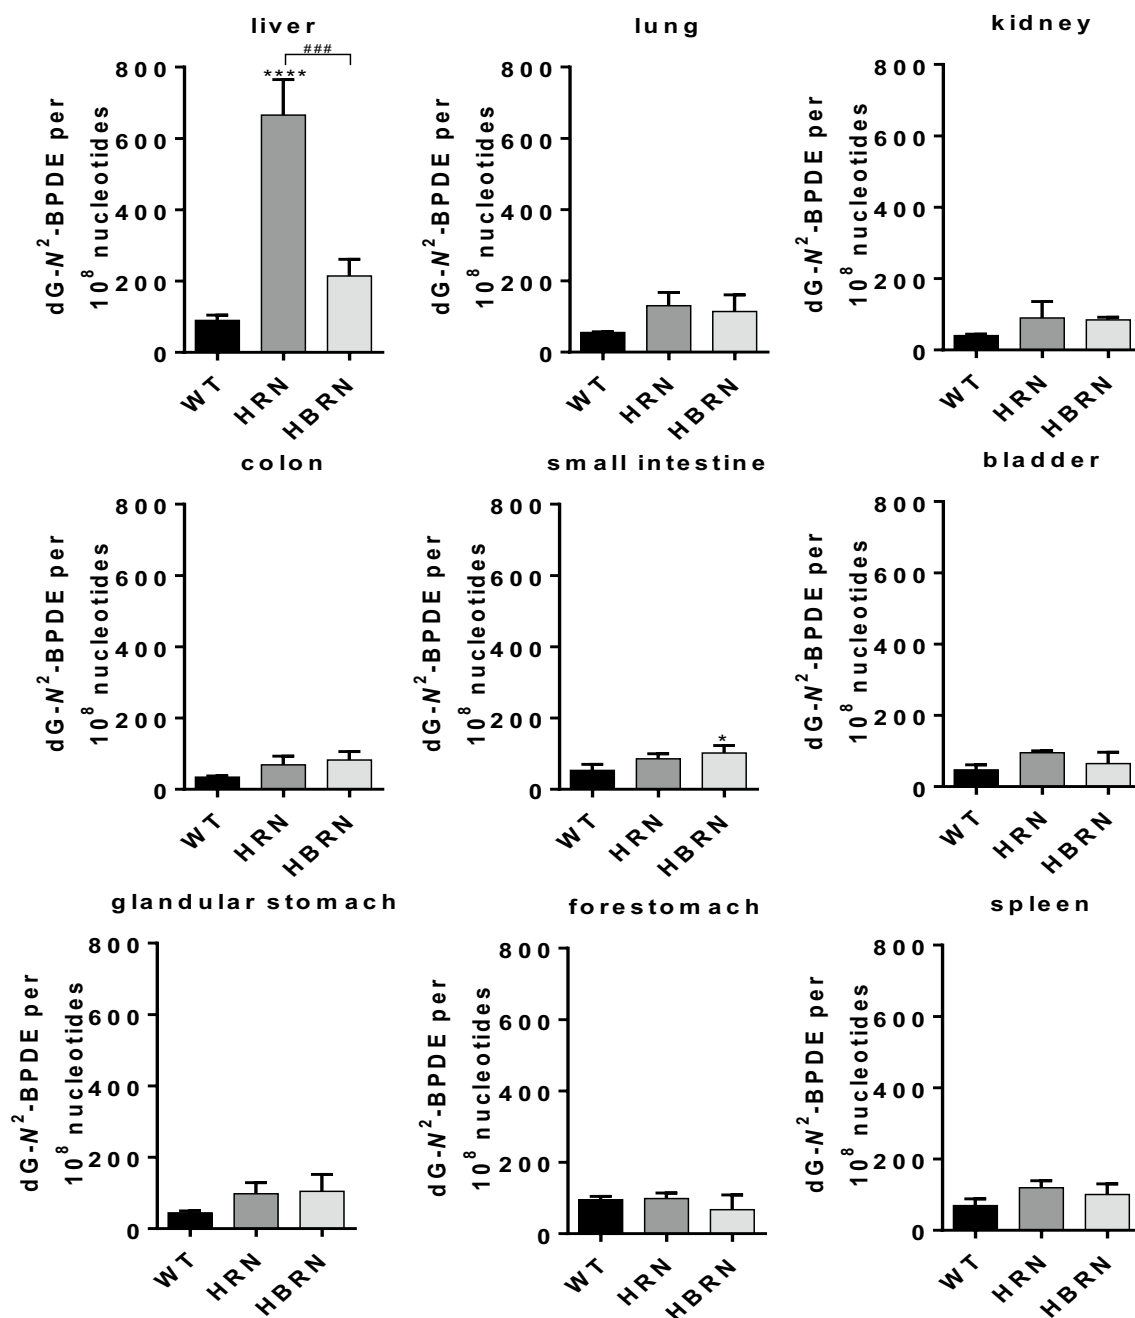 liver
lung
kidney
###
****
800
600
400
200
0
dG-N²-BPDE per
10⁸ nucleotides
WT
HRN
HBRN
800
600
400
200
0
dG-N²-BPDE per
10⁸ nucleotides
WT
HRN
HBRN
800
600
400
200
0
dG-N²-BPDE per
10⁸ nucleotides
WT
HRN
HBRN
colon
small intestine
bladder
800
600
400
200
0
dG-N²-BPDE per
10⁸ nucleotides
WT
HRN
HBRN
800
600
400
200
0
dG-N²-BPDE per
10⁸ nucleotides
*
WT
HRN
HBRN
800
600
400
200
0
dG-N²-BPDE per
10⁸ nucleotides
WT
HRN
HBRN
glandular stomach
forestomach
spleen
800
600
400
200
0
dG-N²-BPDE per
10⁸ nucleotides
WT
HRN
HBRN
800
600
400
200
0
dG-N²-BPDE per
10⁸ nucleotides
WT
HRN
HBRN
800
600
400
200
0
dG-N²-BPDE per
10⁸ nucleotides
WT
HRN
HBRN